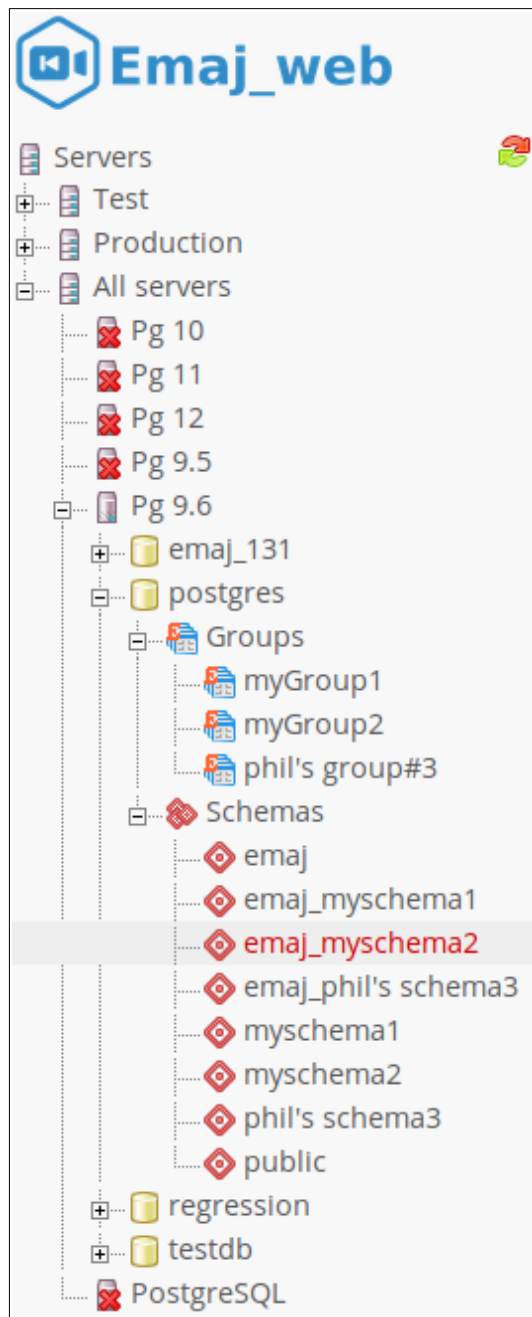 Emaj_web
Servers
Test
Production
All servers
Pg 10
Pg 11
Pg 12
Pg 9.5
Pg 9.6
emaj_131
postgres
Groups
myGroup1
myGroup2
phil's group#3
Schemas
emaj
emaj_myschema1
emaj_myschema2
emaj_phil's schema3
myschema1
myschema2
phil's schema3
public
regression
testdb
PostgreSQL